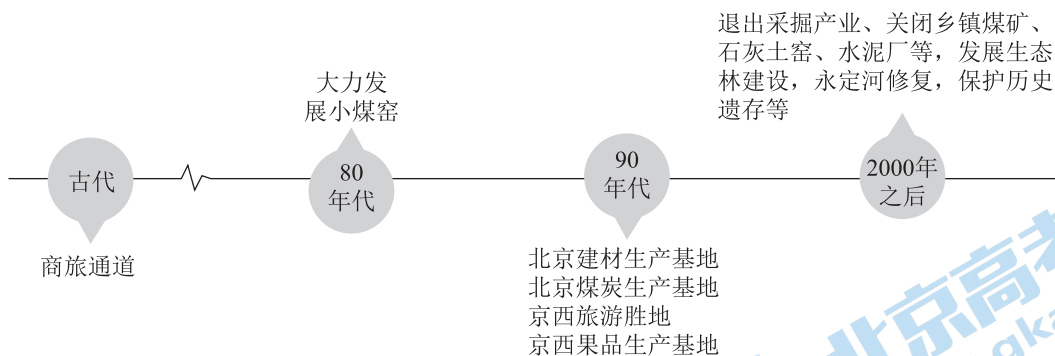 退出采掘产业、关闭乡镇煤矿、
石灰土窑、水泥厂等，发展生态
林建设，永定河修复，保护历史
遗存等
大力发
展小煤窑
古代
80
年代
90
年代
2000年
之后
商旅通道
北京建材生产基地
北京煤炭生产基地
京西旅游胜地
京西果品生产基地
北京高考